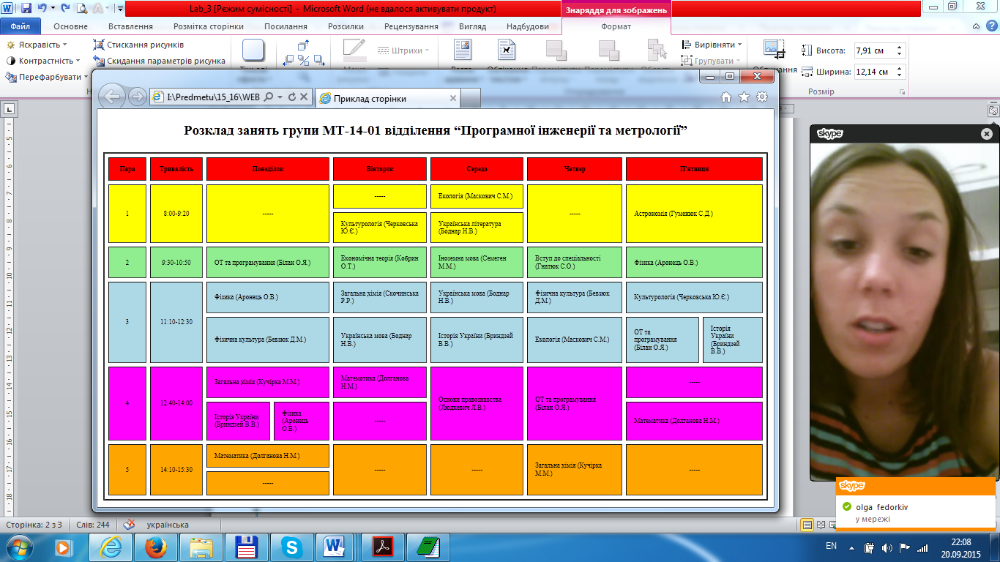 Lab_3 [Режим сумісності] - Microsoft Word (не вдалося активувати продукт)
Знаряддя для зображень
Файл
Основне
Вставлення
Розмітка сторінки
Посилання
Розсилки
Рецензування
Вигляд
Надбудови
Формат
Яскравість
Стискання рисунків
Контрастність
Скидання параметрів рисунка
Перефарбувати
Штрихи
Вирівняти
Групувати
Висота:
7,91 см
Ширина:
12,14 см
Розмір
I:\Predmetu\15_16\WEB
Приклад сторінки
Розклад занять групи МТ-14-01 відділення “Програмної інженерії та метрології”
Пара
Тривалість
Понеділок
Вівторок
Середа
Четвер
П'ятниця
1
8:00-9:20
-----
-----
Екологія (Маскович С.М.)
-----
Астрономія (Гуменюк С.Д.)
Культурологія (Черковська
Ю.Є.)
Українська література
(Боднар Н.В.)
2
9:30-10:50
ОТ та програмування (Білан О.Я.)
Економічна теорія (Кобрин
О.Т.)
Іноземна мова (Семеген
М.М.)
Вступ до спеціальності
(Гнатюк С.О.)
Фізика (Аронець О.В.)
3
11:10-12:30
Фізика (Аронець О.В.)
Загальна хімія (Скочинська
Р.Р.)
Українська мова (Боднар
Н.В.)
Фізична культура (Бевзюк
Д.М.)
Культурологія (Черковська Ю.Є.)
Фізична культура (Бевзюк Д.М.)
Українська мова (Боднар
Н.В.)
Історія України (Бриндзей
В.В.)
Екологія (Маскович С.М.)
ОТ та
програмування
(Білан О.Я.)
Історія
України
(Бриндзей
В.В.)
4
12:40-14:00
Загальна хімія (Кучірка М.М.)
Математика (Долганова
Н.М.)
Основи правознавства
(Людкевич Л.В.)
ОТ та програмування
(Білан О.Я.)
-----
Історія України
(Бриндзей В.В.)
Фізика
(Аронець
О.В.)
-----
Математика (Долганова Н.М.)
5
14:10-15:30
Математика (Долганова Н.М.)
-----
-----
Загальна хімія (Кучірка
М.М.)
-----
-----
skype
skype
olga fedorkiv
у мережі
Сторінка: 2 з 3
Слів: 244
українська
EN
22:08
20.09.2015